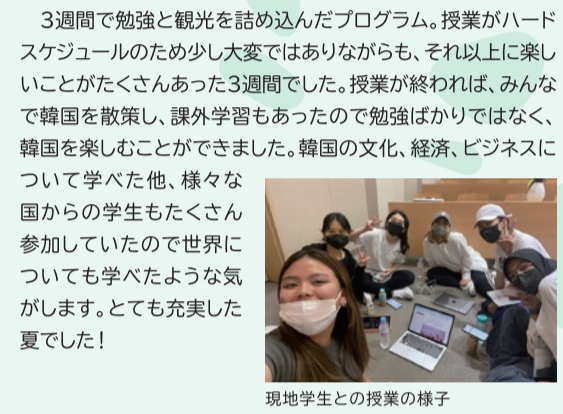 3週間で勉強と観光を詰め込んだプログラム。授業がハード
スケジュールのため少し大変ではありながらも、それ以上に楽し
いことがたくさんあった3週間でした。授業が終われば、みんな
で韓国を散策し、課外学習もあったので勉強ばかりではなく、
韓国を楽しむことができました。韓国の文化、経済、ビジネスに
ついて学べた他、様々な
国からの学生もたくさん
参加していたので世界に
ついても学べたような気
がします。とても充実した
夏でした!
現地学生との授業の様子